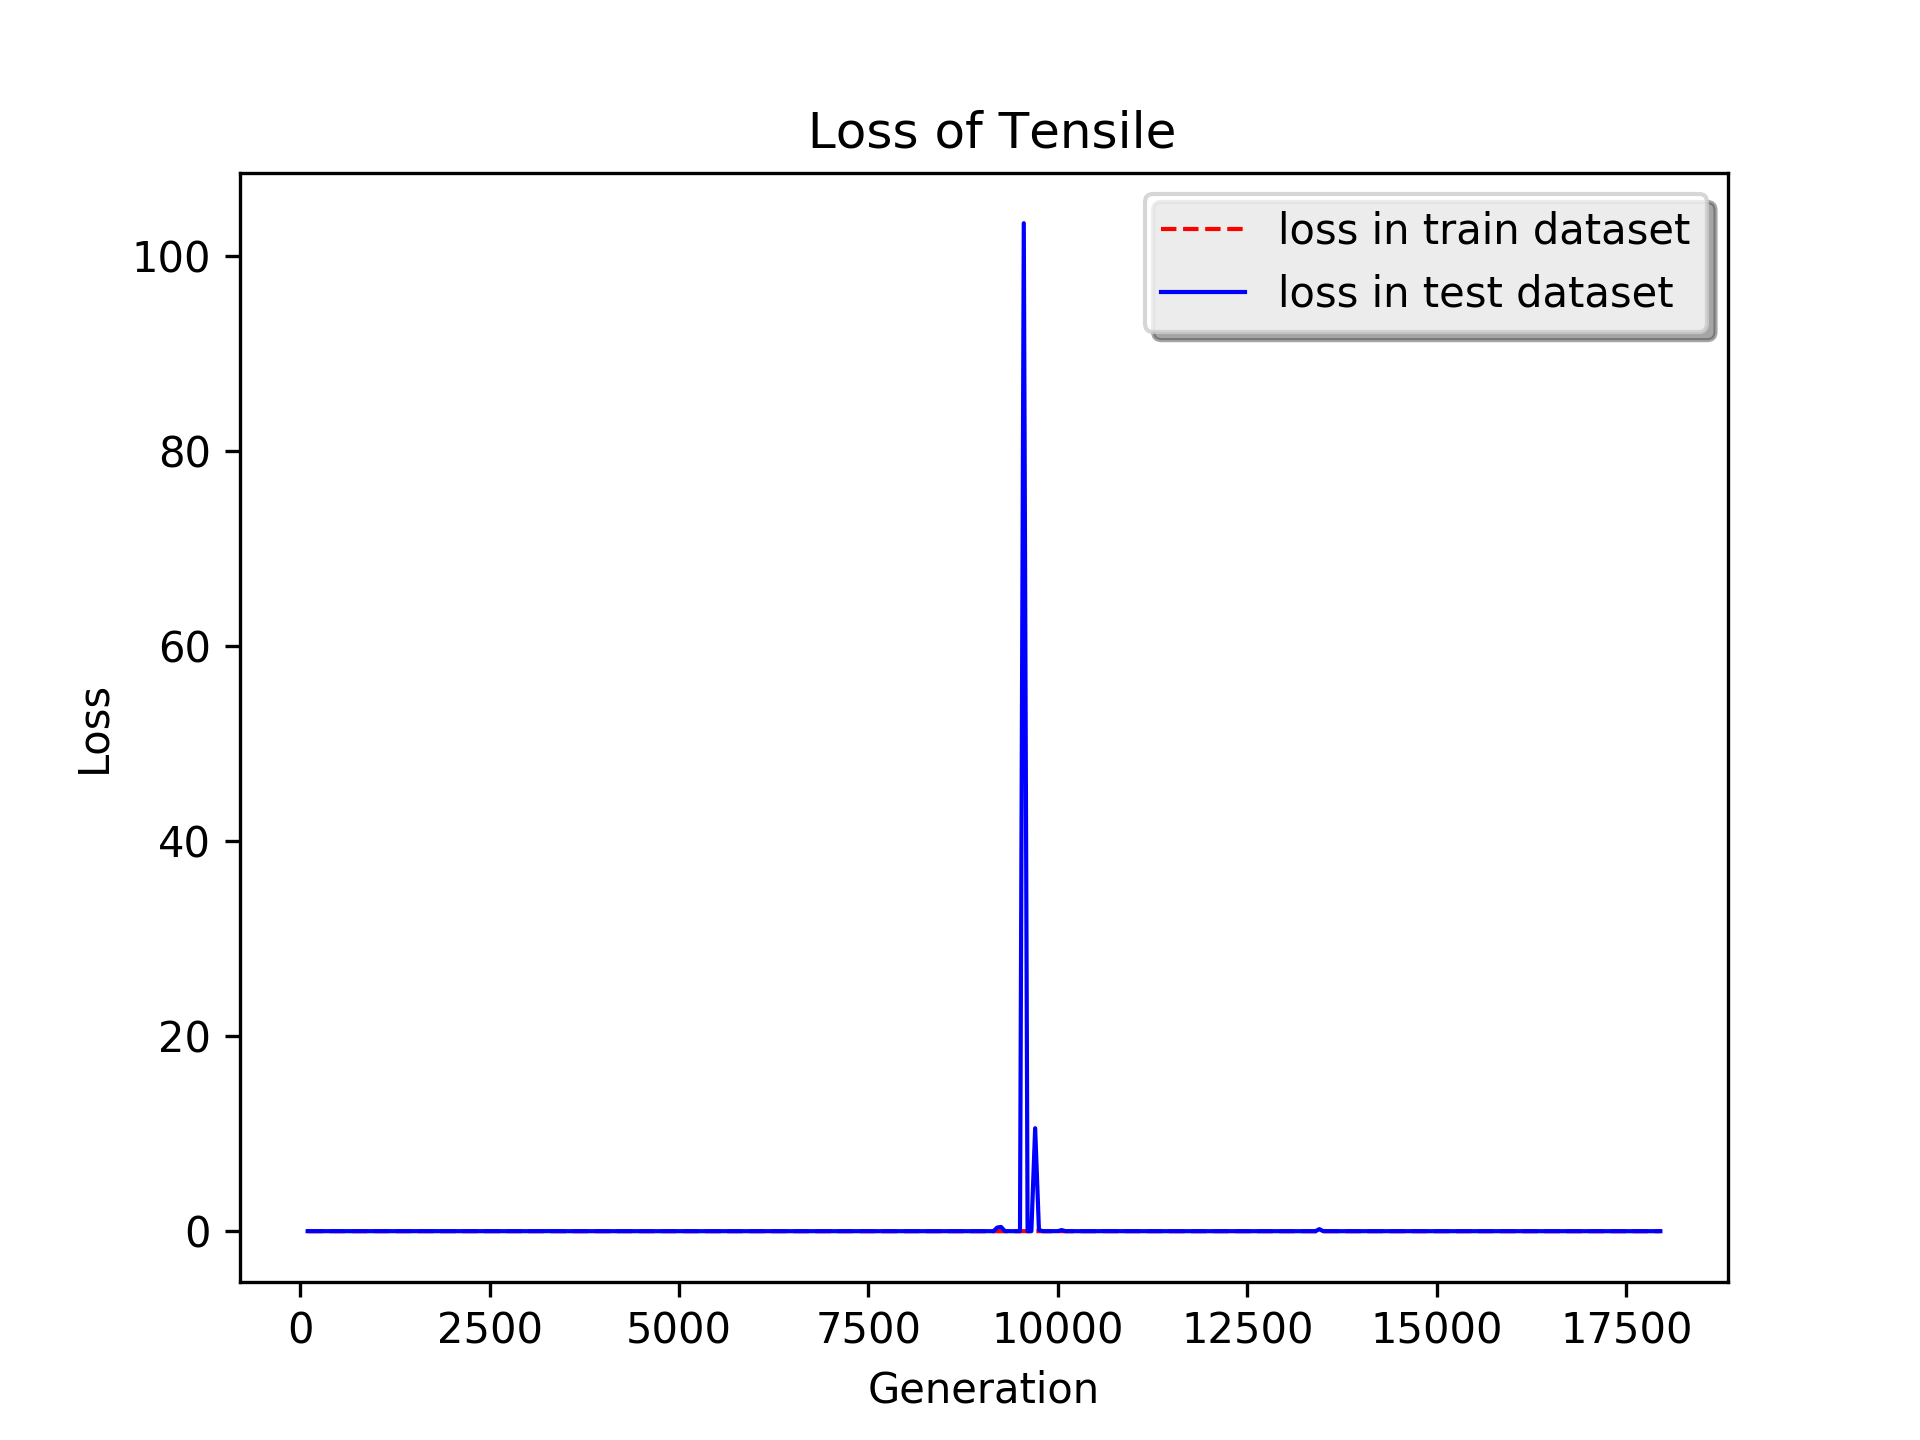 Loss of Tensile
loss in train dataset
loss in test dataset
100
80
60
40
20
0
Loss
0 2500 5000 7500 10000 12500 15000 17500
Generation